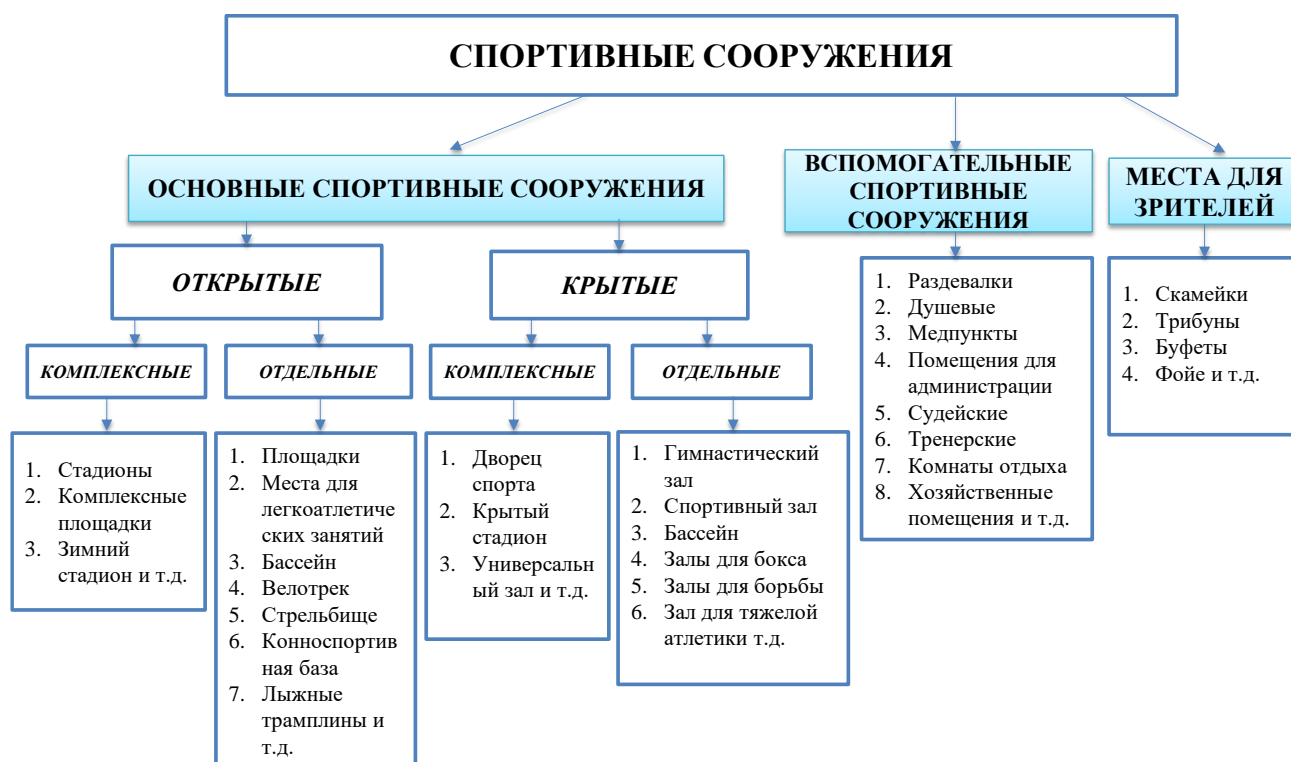 СПОРТИВНЫЕ СООРУЖЕНИЯ
ОСНОВНЫЕ СПОРТИВНЫЕ СООРУЖЕНИЯ
ВСПОМОГАТЕЛЬНЫЕ
СПОРТИВНЫЕ
СООРУЖЕНИЯ
МЕСТА ДЛЯ
ЗРИТЕЛЕЙ
ОТКРЫТЫЕ
КРЫТЫЕ
КОМПЛЕКСНЫЕ
ОТДЕЛЬНЫЕ
КОМПЛЕКСНЫЕ
ОТДЕЛЬНЫЕ
1. Стадионы
2. Комплексные
площадки
3. Зимний
стадион и т.д.
1. Площадки
2. Места для
легкоатлетиче
ских занятий
3. Бассейн
4. Велотрек
5. Стрельбище
6. Конноспортив
ная база
7. Лыжные
трамплины и
т.д.
1. Дворец
спорта
2. Крытый
стадион
3. Универсальн
ый зал и т.д.
1. Гимнастический
зал
2. Спортивный зал
3. Бассейн
4. Залы для бокса
5. Залы для борьбы
6. Зал для тяжелой
атлетики т.д.
1. Раздевалки
2. Душевые
3. Медпункты
4. Помещения для
администрации
5. Судейские
6. Тренерские
7. Комнаты отдыха
8. Хозяйственные
помещения и т.д.
1. Скамейки
2. Трибуны
3. Буфеты
4. Фойе и т.д.